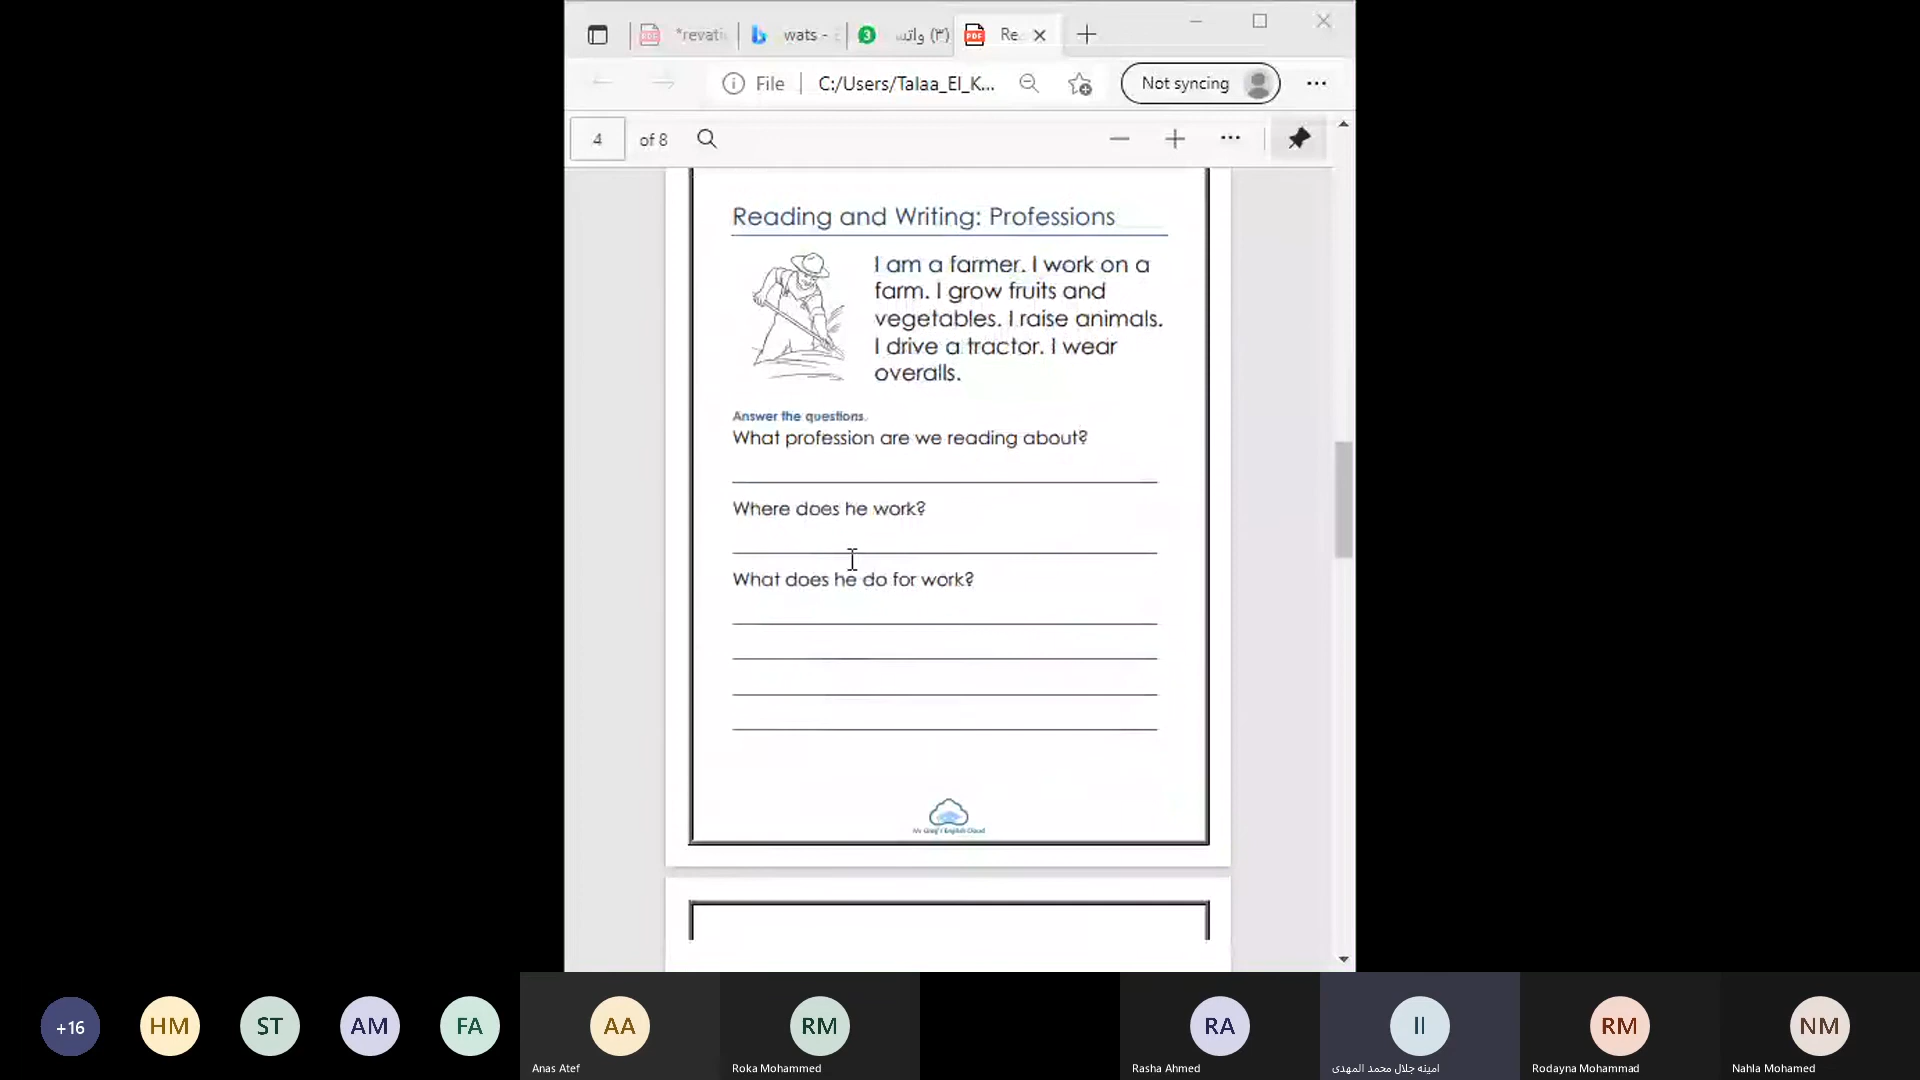 *revati
wats -
(٣) واتس
Re
File
C:/Users/Talaa_El_K...
Not syncing
4
of 8
Reading and Writing: Professions
I am a farmer. I work on a
farm. I grow fruits and
vegetables. I raise animals.
I drive a tractor. I wear
overalls.
Answer the questions.
What profession are we reading about?
Where does he work?
What does he do for work?
+16
HM
ST
AM
FA
AA
RM
RA
II
RM
NM
Anas Atef
Roka Mohammed
Rasha Ahmed
امينه جلال محمد المهدى
Rodayna Mohammad
Nahla Mohamed